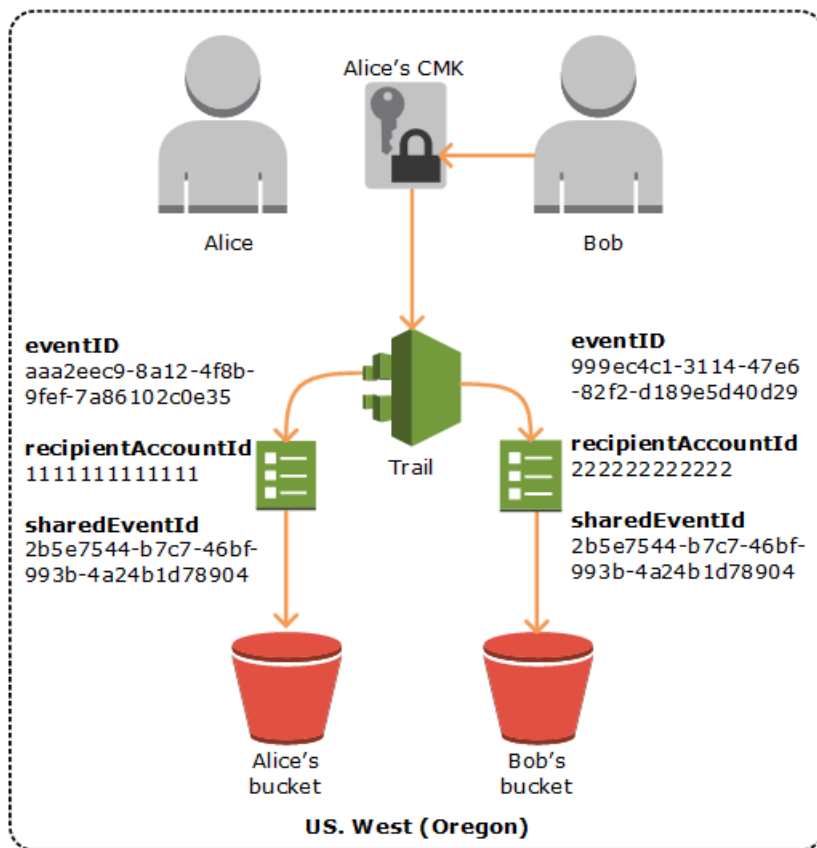 Alice's CMK
Alice
Bob
eventID
aaa2eec9-8a12-4f8b-
9fef-7a86102c0e35
recipientAccountId
1111111111111
sharedEventId
2b5e7544-b7c7-46bf-
993b-4a24b1d78904
Trail
eventID
999ec4c1-3114-47e6
-82f2-d189e5d40d29
recipientAccountId
222222222222
sharedEventId
2b5e7544-b7c7-46bf-
993b-4a24b1d78904
Alice's
bucket
Bob's
bucket
US. West (Oregon)